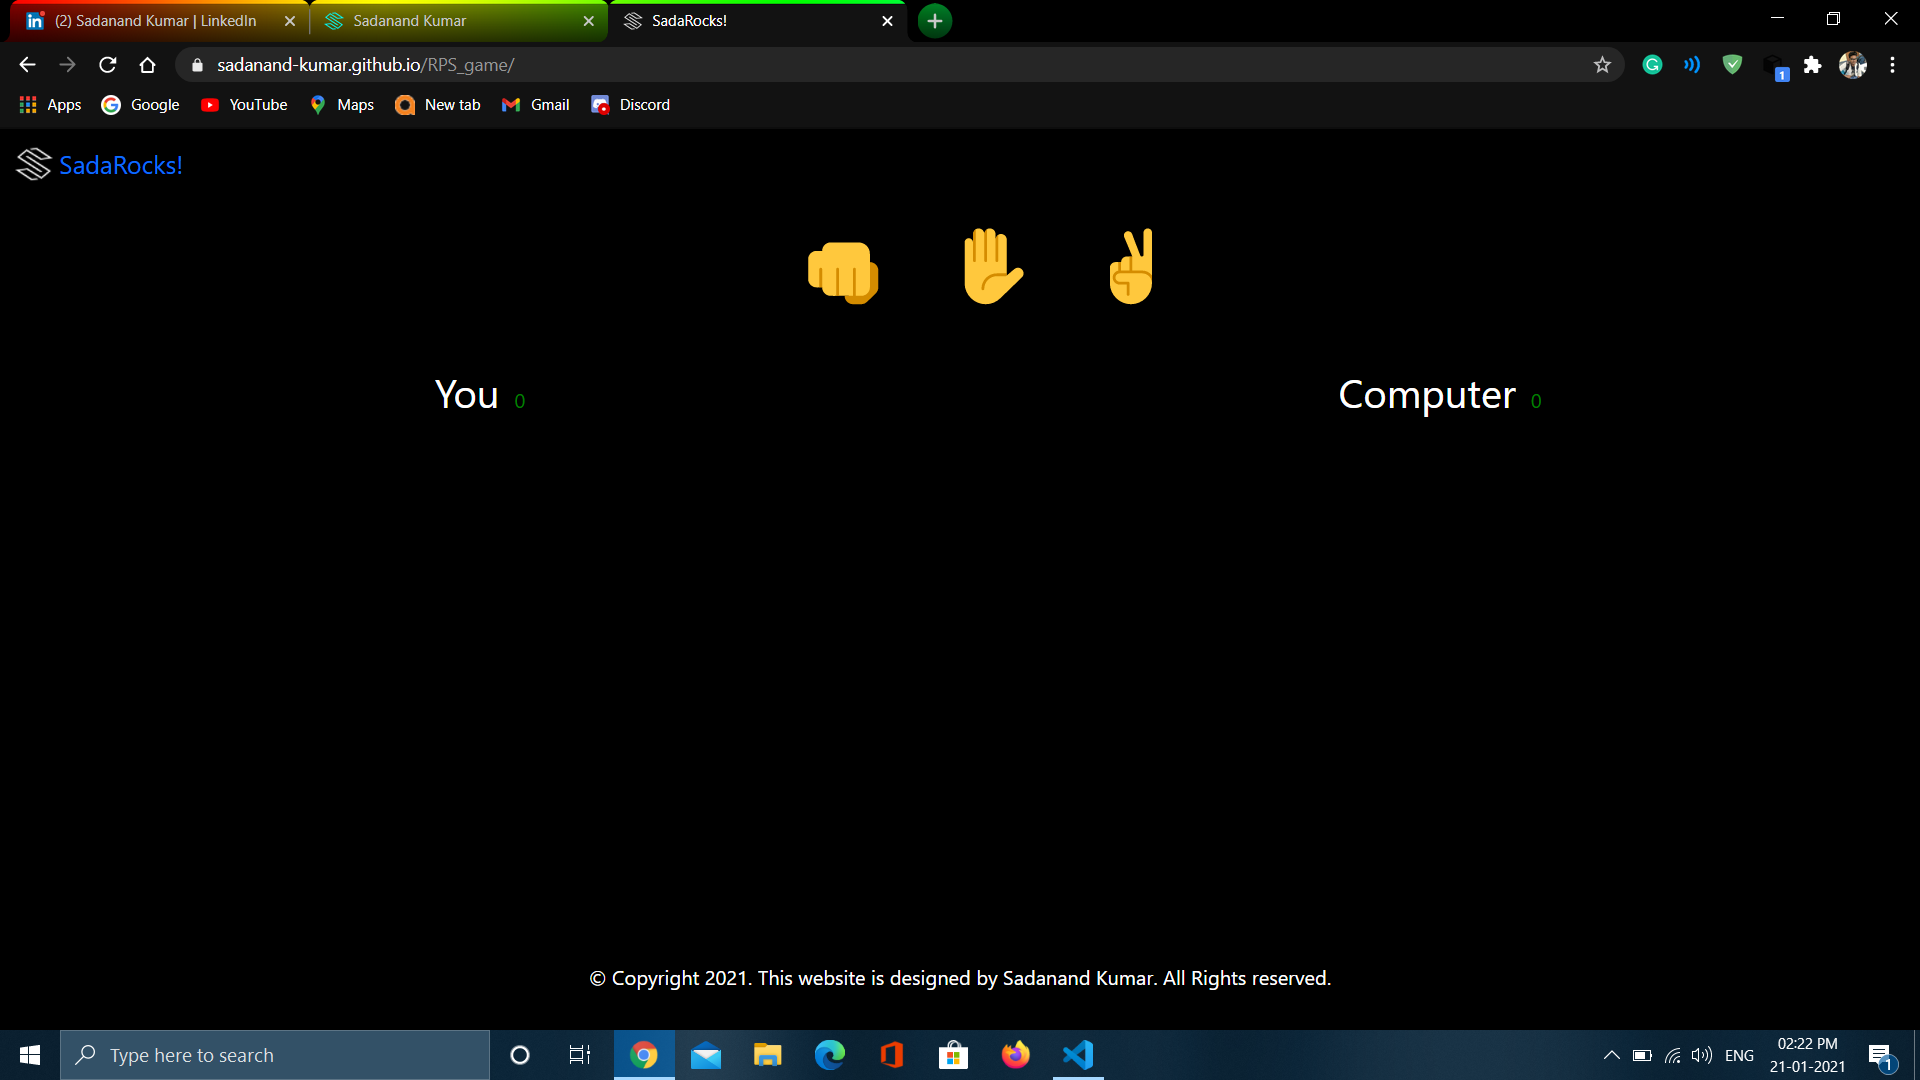 (2) Sadanand Kumar | LinkedIn
Sadanand Kumar
SadaRocks!
sadanand-kumar.github.io/RPS_game/
1
Apps
Google
YouTube
Maps
New tab
Gmail
Discord
SadaRocks!
You 0
Computer 0
© Copyright 2021. This website is designed by Sadanand Kumar. All Rights reserved.
Type here to search
ENG
02:22 PM
21-01-2021
1